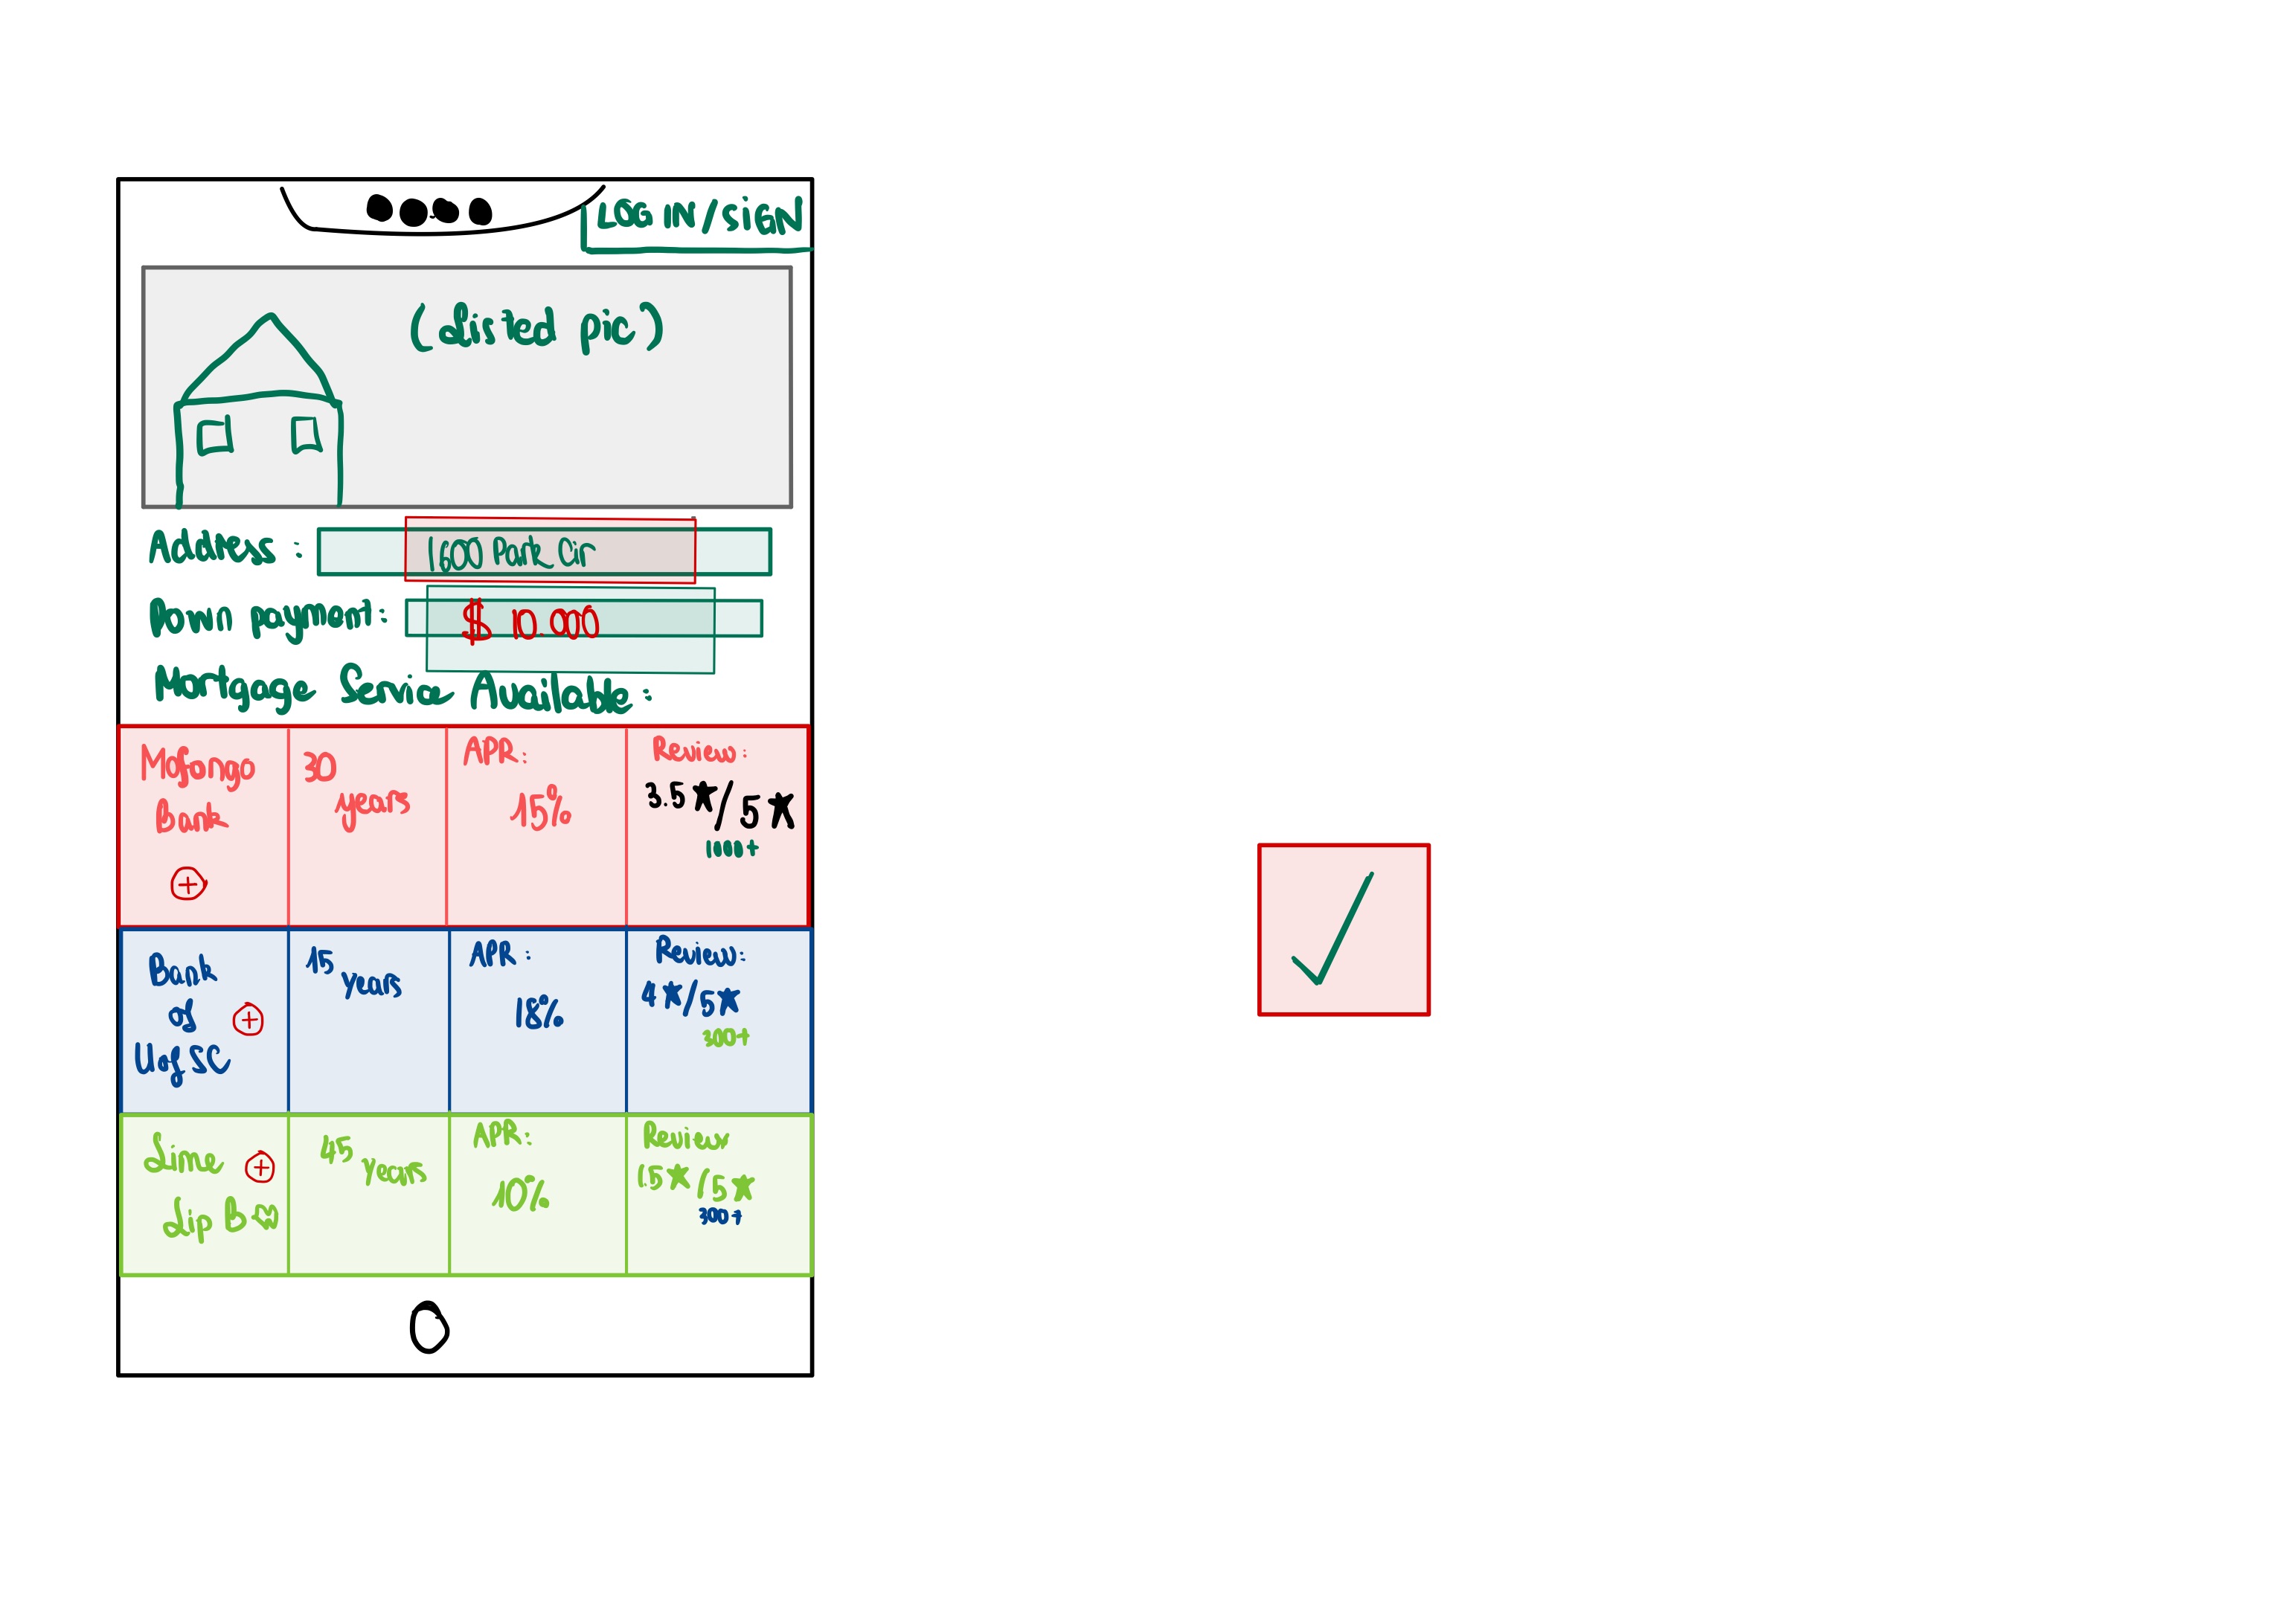 LOG IN/SiGN
(Listed pic)
Address :
1600 Park Cir
Down payment:
$ 10.000
Mortgage Service Available:
Mofongo
Bank
30
years
APR:
15%
Review:
3.5★/5★
1000+
Bank
of
UofSC
15
years
APR:
18%
Review:
4★/5★
300+
Lime
Lip
45
years
APR:
10%
Review
1.5★/5★
300+